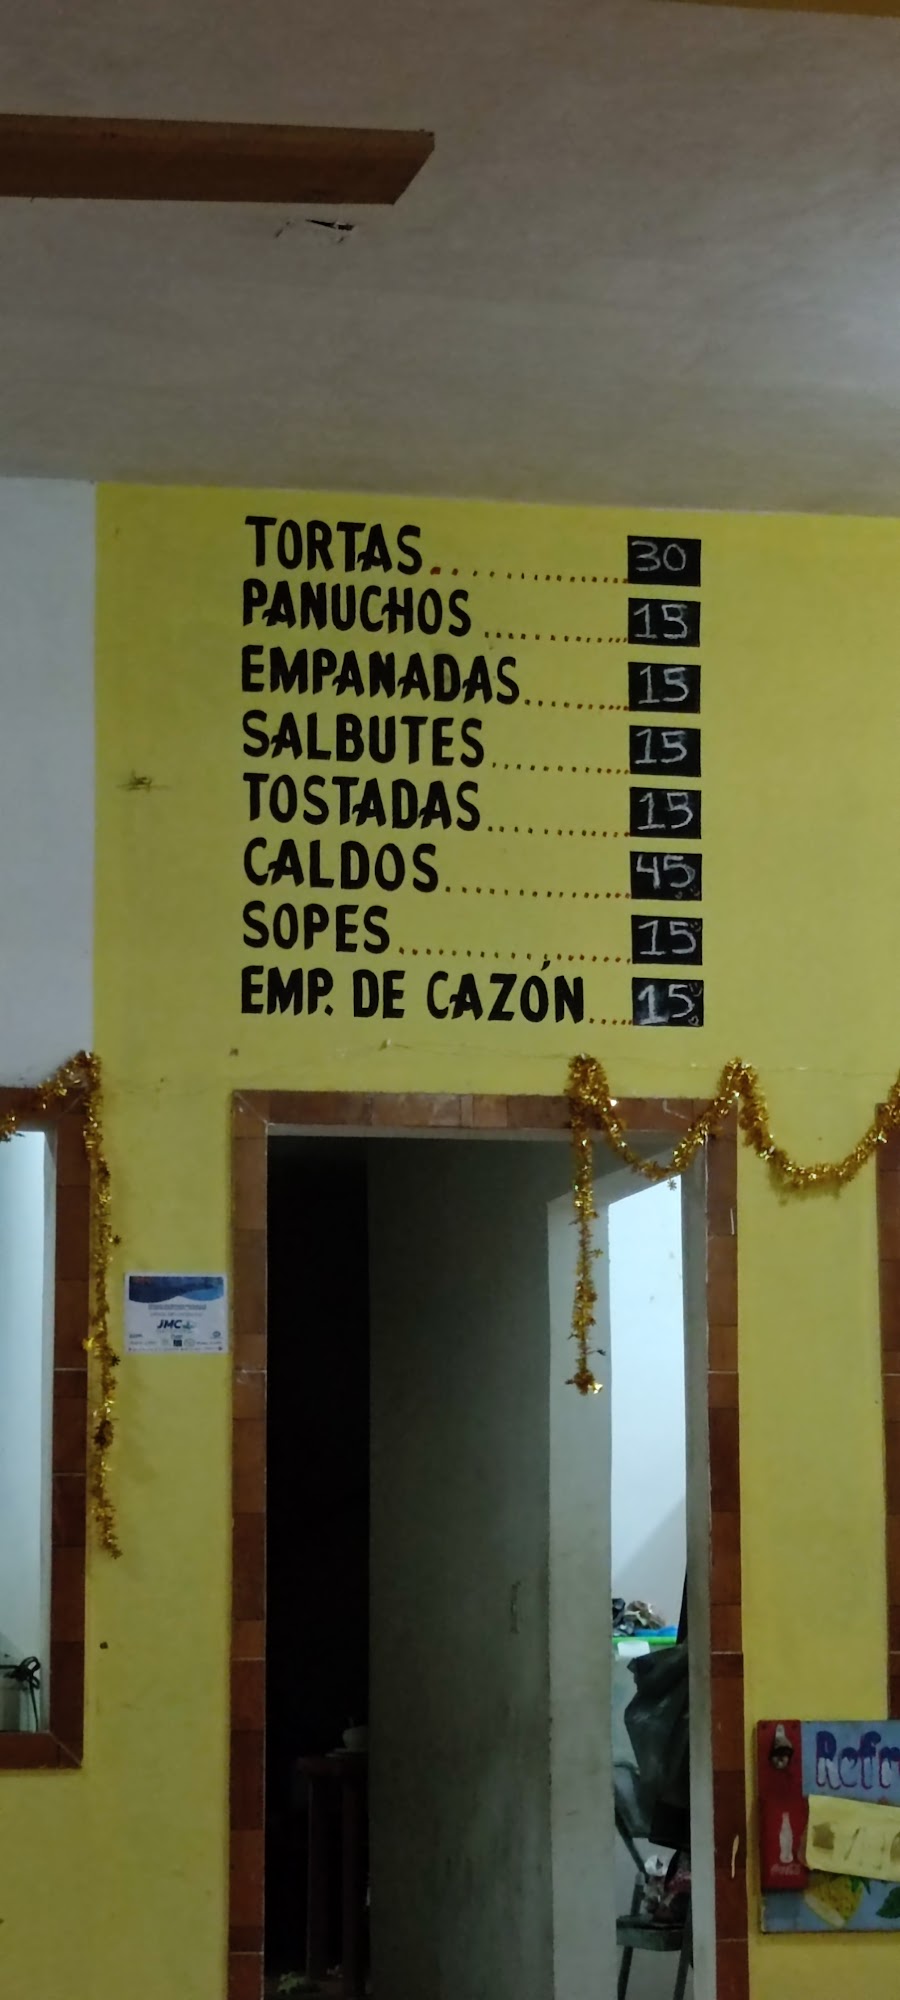 TORTAS.................. 30
PANUCHOS.............. 15
EMPANADAS.......... 15
SALBUTES............ 15
TOSTADAS............ 15
CALDOS............... 45
SOPES.................. 15
EMP. DE CAZÓN..... 15
JMC
Refr